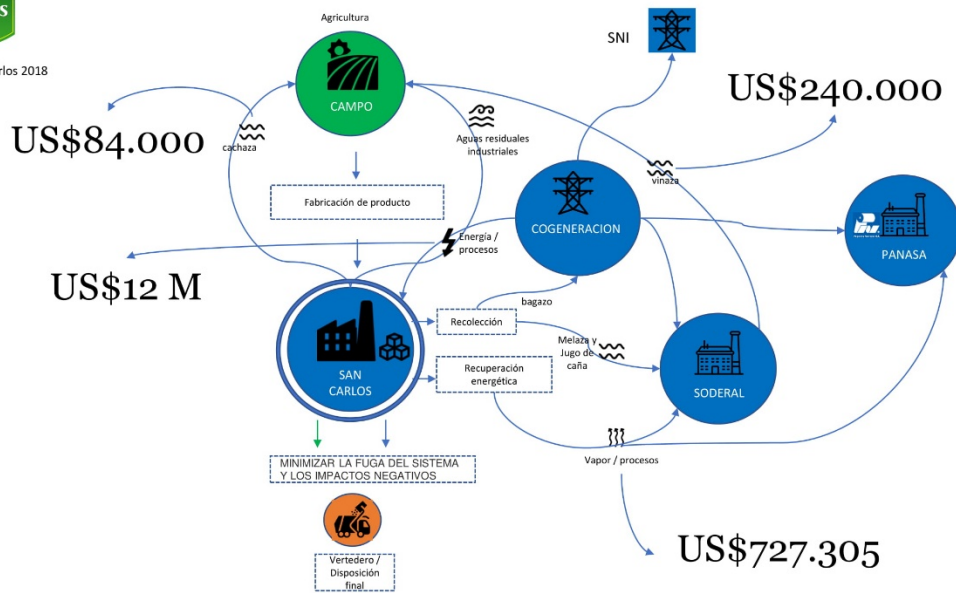 s
rlos 2018
Agricultura
CAMPO
SNI
US$240.000
US$84.000
cachaza
Aguas residuales
industriales
vinaza
Fabricación de producto
COGENERACION
PANASA
Energía /
procesos
US$12 M
bagazo
Recolección
Melaza y
Jugo de
caña
Recuperación
energética
SAN
CARLOS
SODERAL
Vapor / procesos
MINIMIZAR LA FUGA DEL SISTEMA
Y LOS IMPACTOS NEGATIVOS
US$727.305
Vertedero /
Disposición
final